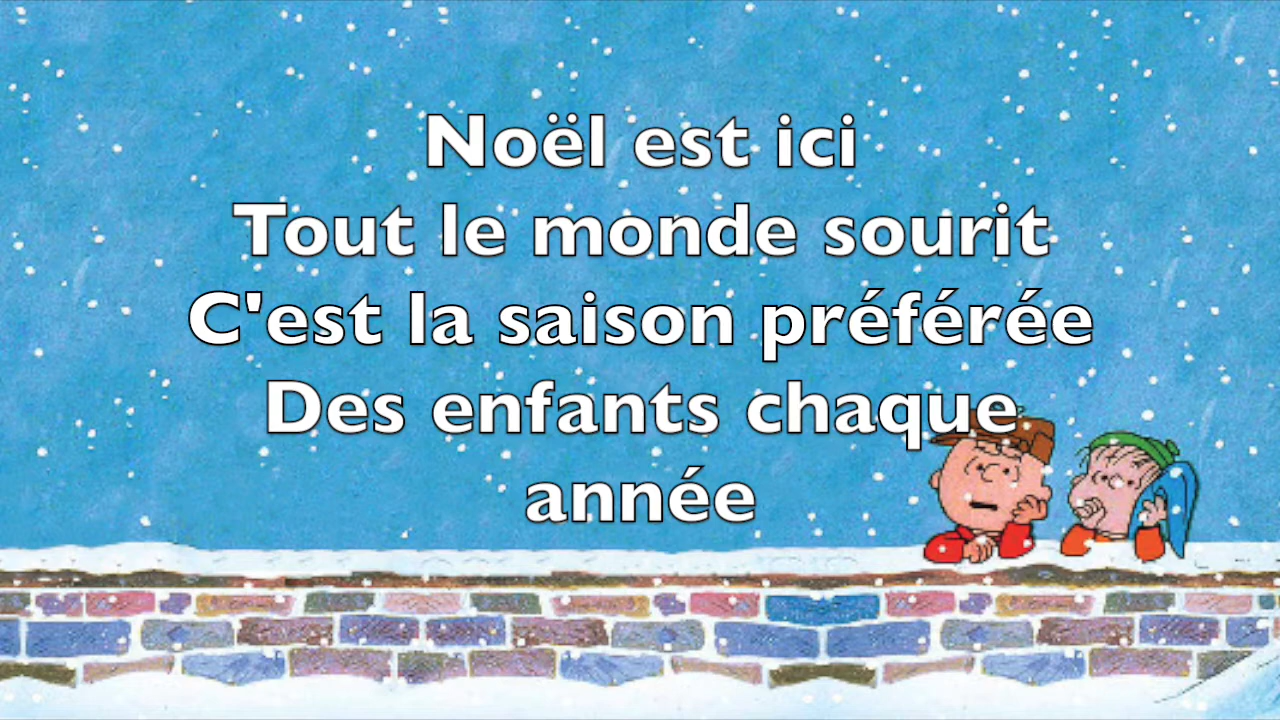 Noël est ici
Tout le monde sourit
C'est la saison préférée
Des enfants chaque
année